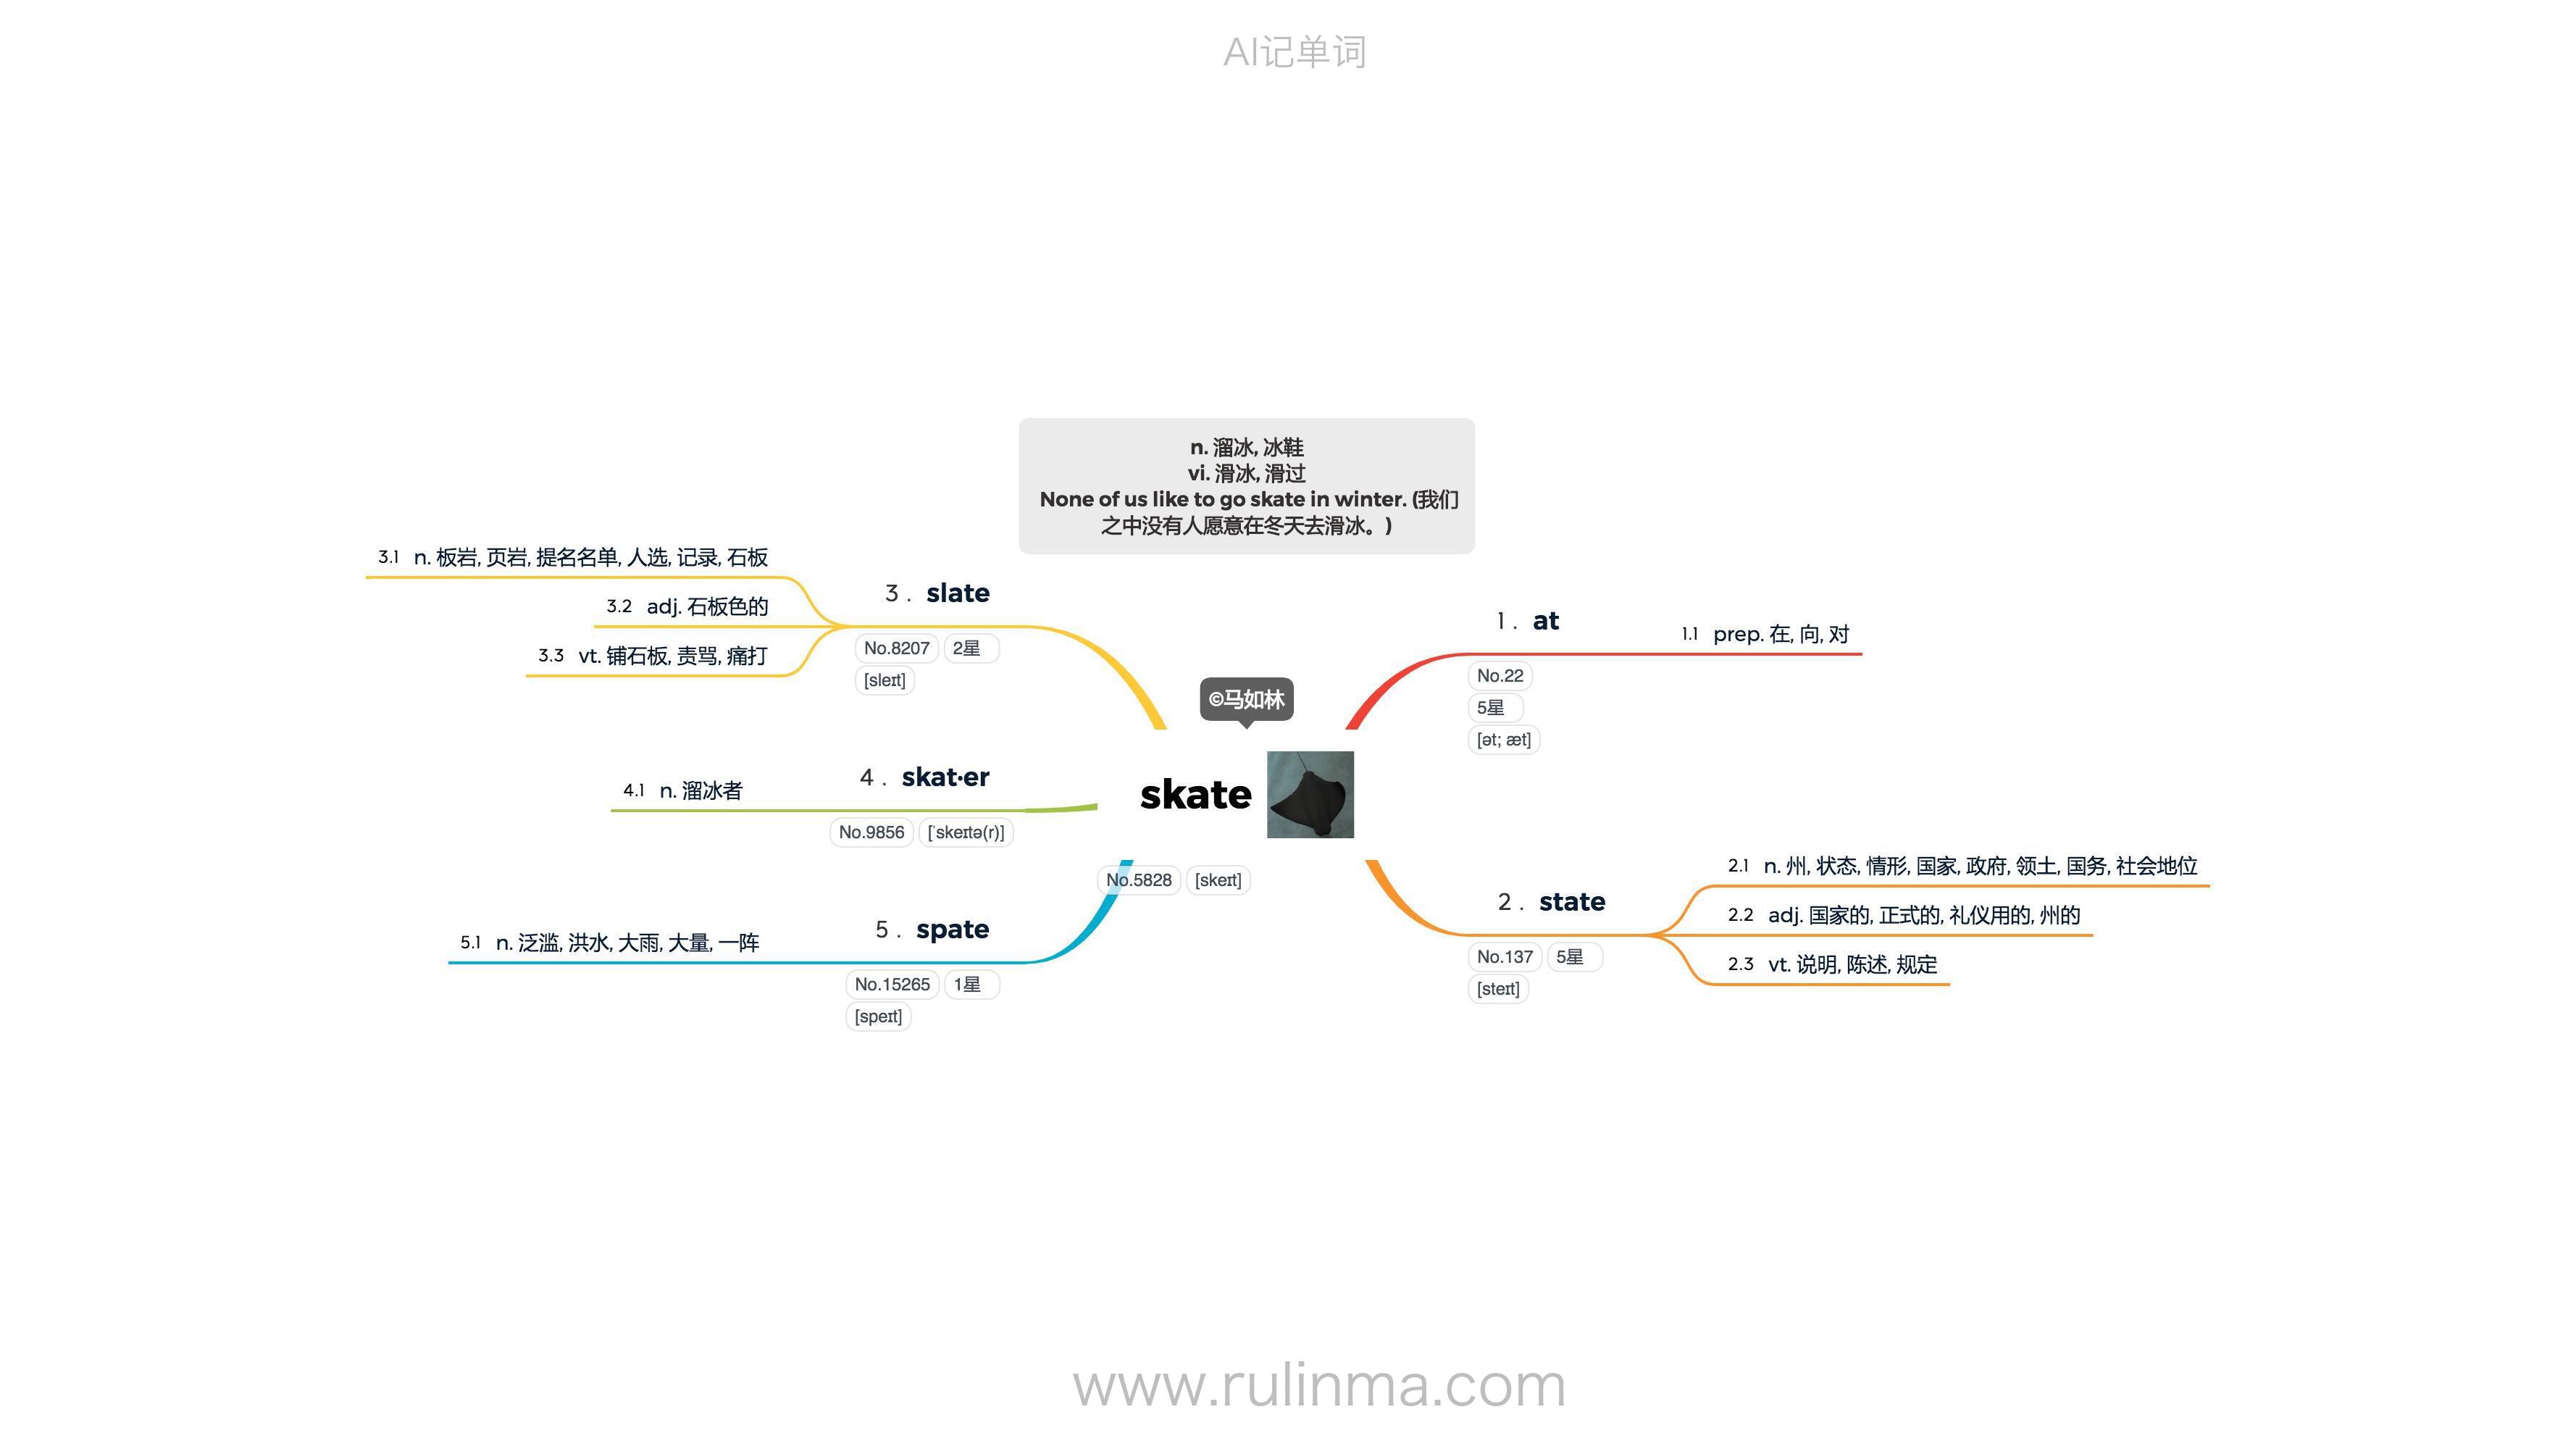 AI记单词
n. 溜冰, 冰鞋
vi. 滑冰, 滑过
None of us like to go skate in winter. (我们
之中没有人愿意在冬天去滑冰。)
©马如林
skate
No.5828 [skeɪt]
1 . at
No.22
5星
[ət; æt]
1.1 prep. 在, 向, 对
2 . state
No.137 5星
[steɪt]
2.1 n. 州, 状态, 情形, 国家, 政府, 领土, 国务, 社会地位
2.2 adj. 国家的, 正式的, 礼仪用的, 州的
2.3 vt. 说明, 陈述, 规定
3 . slate
No.8207 2星
[sleɪt]
3.1 n. 板岩, 页岩, 提名名单, 人选, 记录, 石板
3.2 adj. 石板色的
3.3 vt. 铺石板, 责骂, 痛打
4 . skat·er
No.9856 [ˈskeɪtə(r)]
4.1 n. 溜冰者
5 . spate
No.15265 1星
[speɪt]
5.1 n. 泛滥, 洪水, 大雨, 大量, 一阵
www.rulinma.com